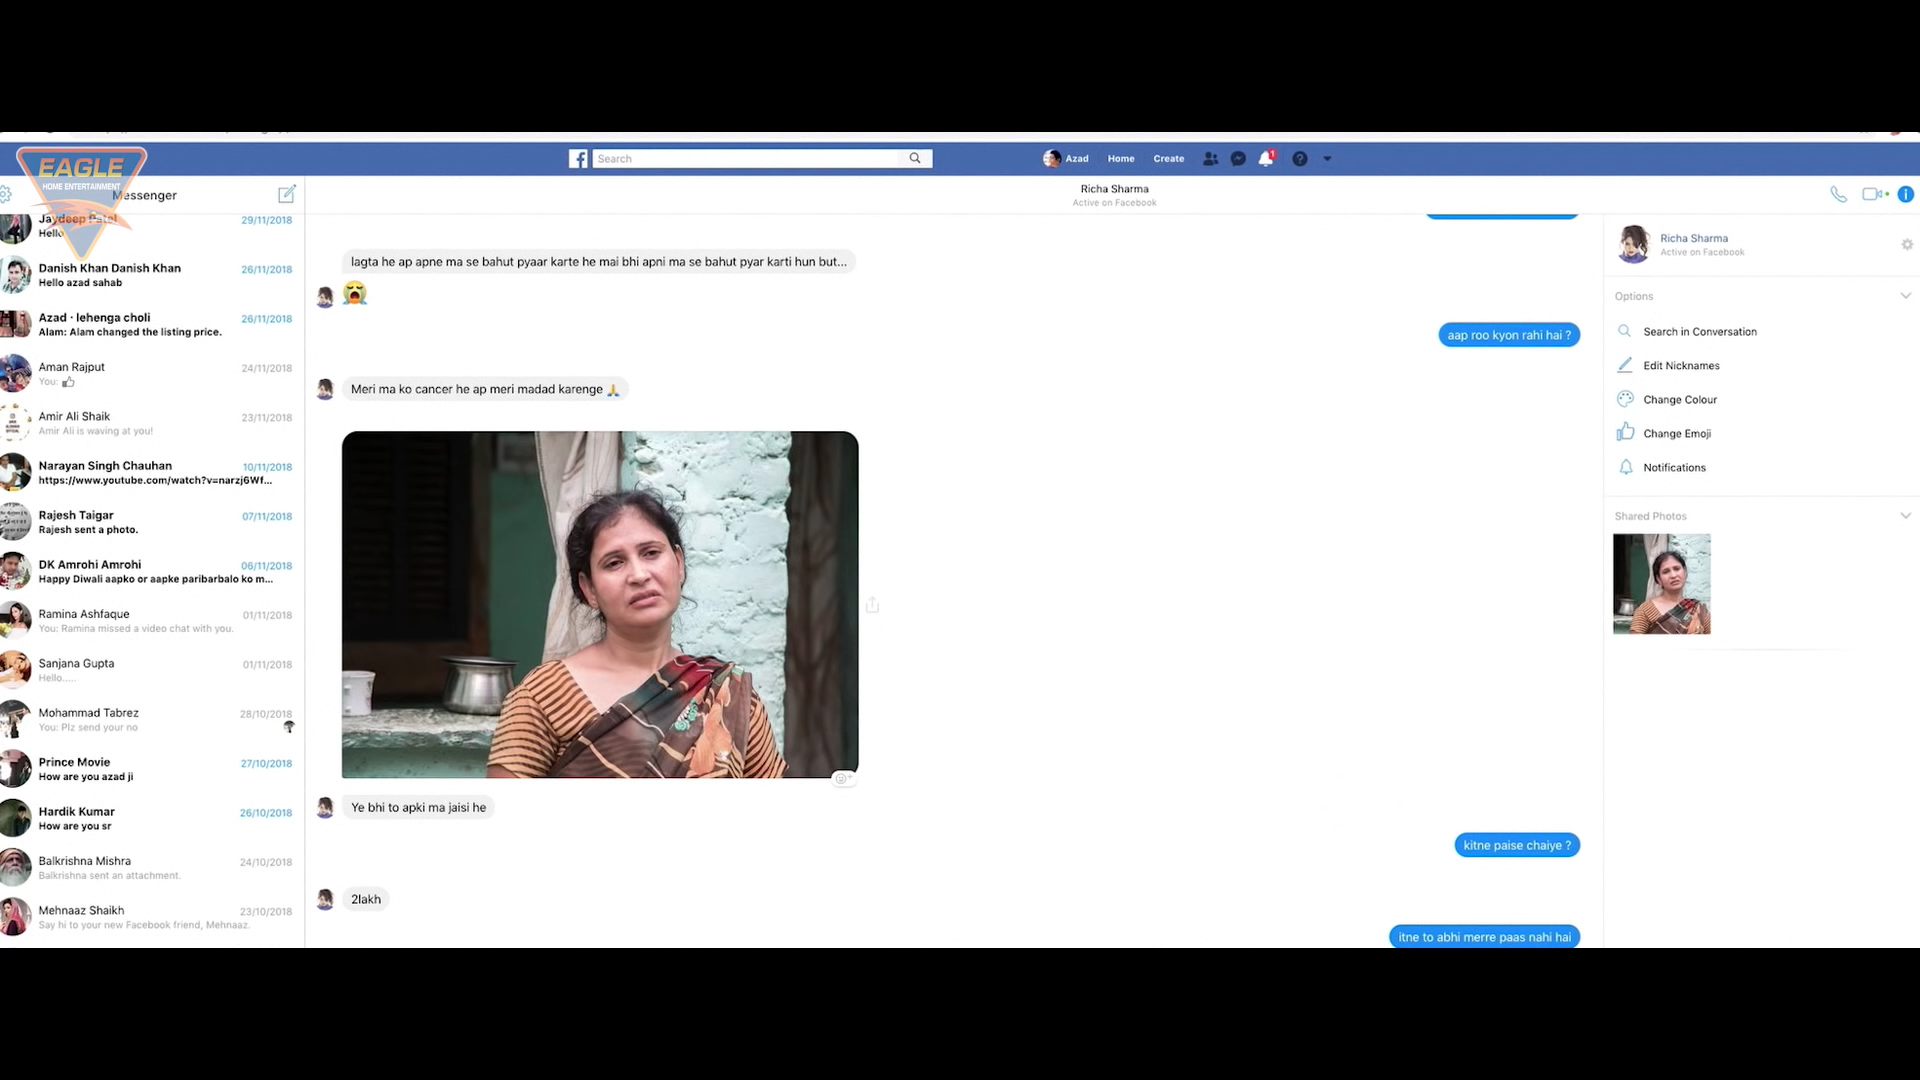 EAGLE
HOME ENTERTAINMENT
Search
Azad
Home
Create
1
?
Messenger
Richa Sharma
Active on Facebook
Jaydeep Patel
29/11/2018
Hello
Danish Khan Danish Khan
26/11/2018
Hello azad sahab
Azad · lehenga choli
26/11/2018
Alam: Alam changed the listing price.
Aman Rajput
24/11/2018
You:
Amir Ali Shaik
23/11/2018
Amir Ali is waving at you!
Narayan Singh Chauhan
10/11/2018
https://www.youtube.com/watch?v=narzj6Wf...
Rajesh Taigar
07/11/2018
Rajesh sent a photo.
DK Amrohi Amrohi
06/11/2018
Happy Diwali aapko or aapke paribarbalo ko m...
Ramina Ashfaque
01/11/2018
You: Ramina missed a video chat with you.
Sanjana Gupta
01/11/2018
Hello.....
Mohammad Tabrez
28/10/2018
You: Plz send your no
Prince Movie
27/10/2018
How are you azad ji
Hardik Kumar
26/10/2018
How are you sr
Balkrishna Mishra
24/10/2018
Balkrishna sent an attachment.
Mehnaaz Shaikh
23/10/2018
Say hi to your new Facebook friend, Mehnaaz.
lagta he ap apne ma se bahut pyaar karte he mai bhi apni ma se bahut pyar karti hun but...
aap roo kyon rahi hai ?
Meri ma ko cancer he ap meri madad karenge 🙏
Ye bhi to apki ma jaisi he
kitne paise chaiye ?
2lakh
itne to abhi merre paas nahi hai
Richa Sharma
Active on Facebook
Options
Search in Conversation
Edit Nicknames
Change Colour
Change Emoji
Notifications
Shared Photos